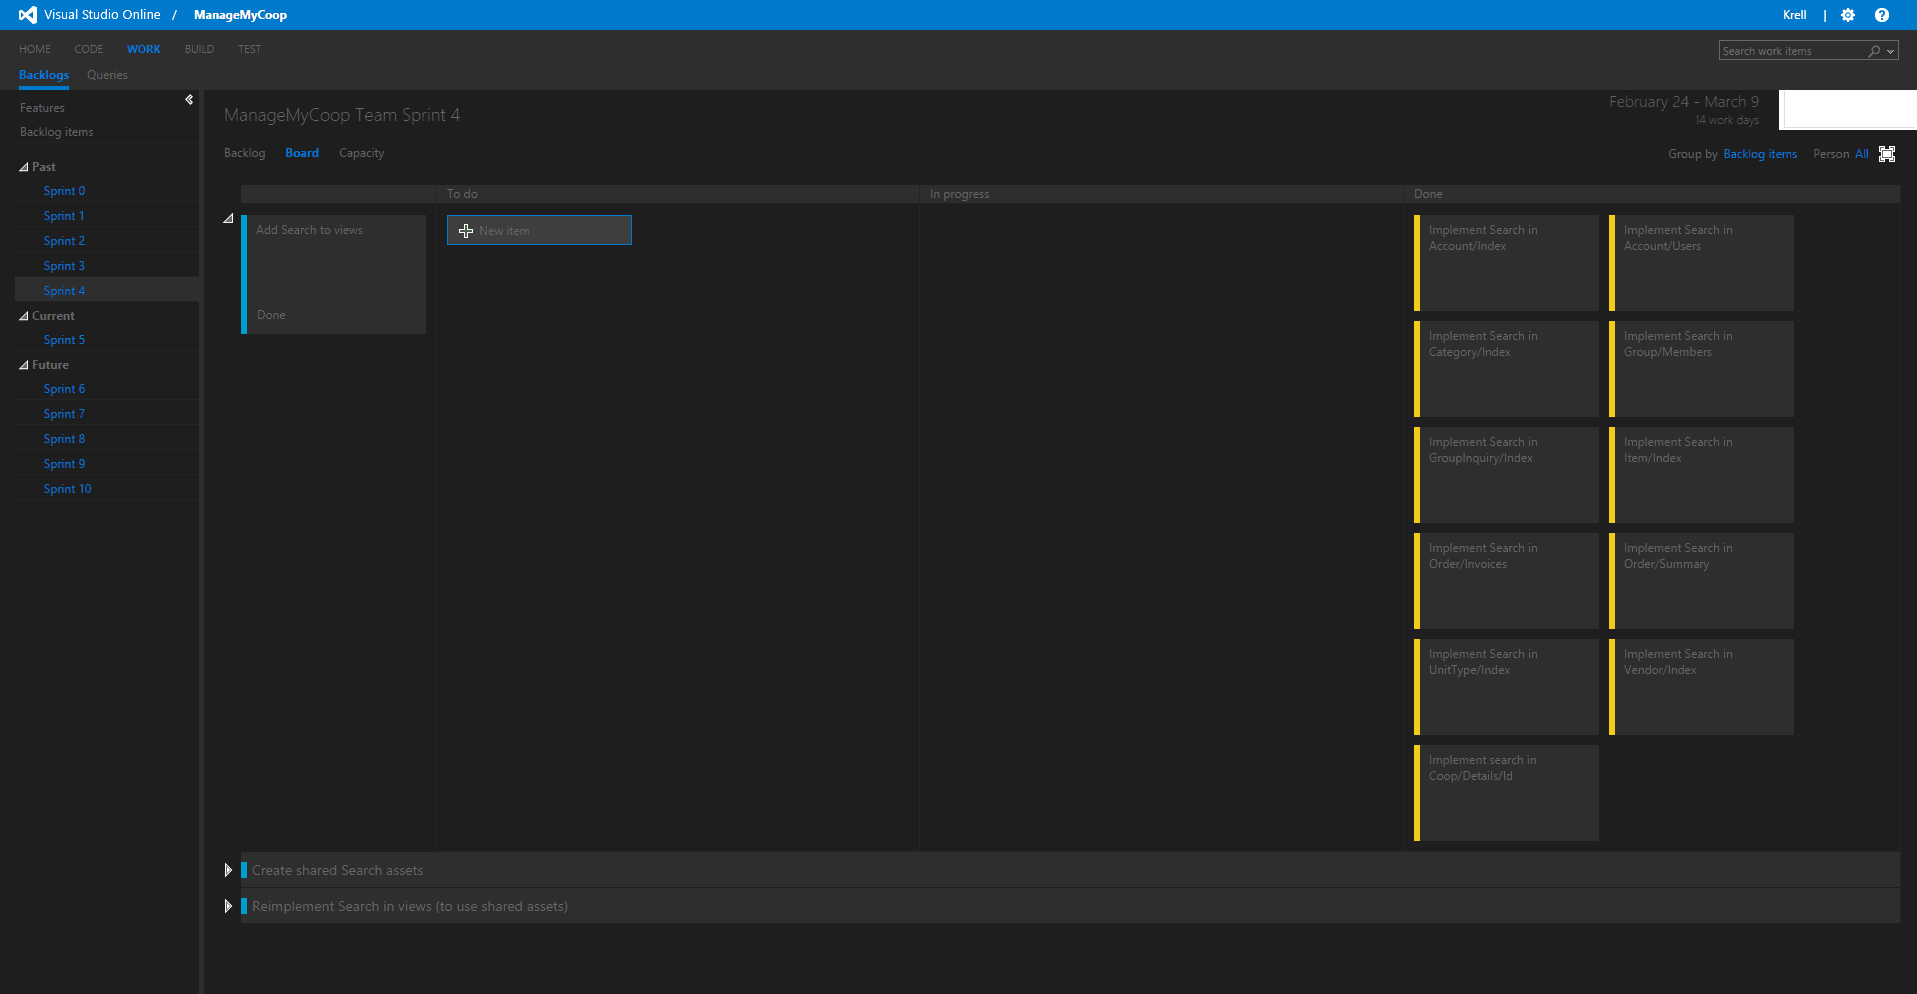 Visual Studio Online / ManageMyCoop
Krell |
HOME CODE WORK BUILD TEST
Search work items
Backlogs Queries
Features
Backlog items
Past
Sprint 0
Sprint 1
Sprint 2
Sprint 3
Sprint 4
Current
Sprint 5
Future
Sprint 6
Sprint 7
Sprint 8
Sprint 9
Sprint 10
ManageMyCoop Team Sprint 4
February 24 - March 9
14 work days
Backlog Board Capacity
Group by Backlog items Person All
To do In progress Done
Add Search to views
Done
New item
Implement Search in
Account/Index
Implement Search in
Account/Users
Implement Search in
Category/Index
Implement Search in
Group/Members
Implement Search in
GroupInquiry/Index
Implement Search in
Item/Index
Implement Search in
Order/Invoices
Implement Search in
Order/Summary
Implement Search in
UnitType/Index
Implement Search in
Vendor/Index
Implement search in
Coop/Details/Id
Create shared Search assets
Reimplement Search in views (to use shared assets)